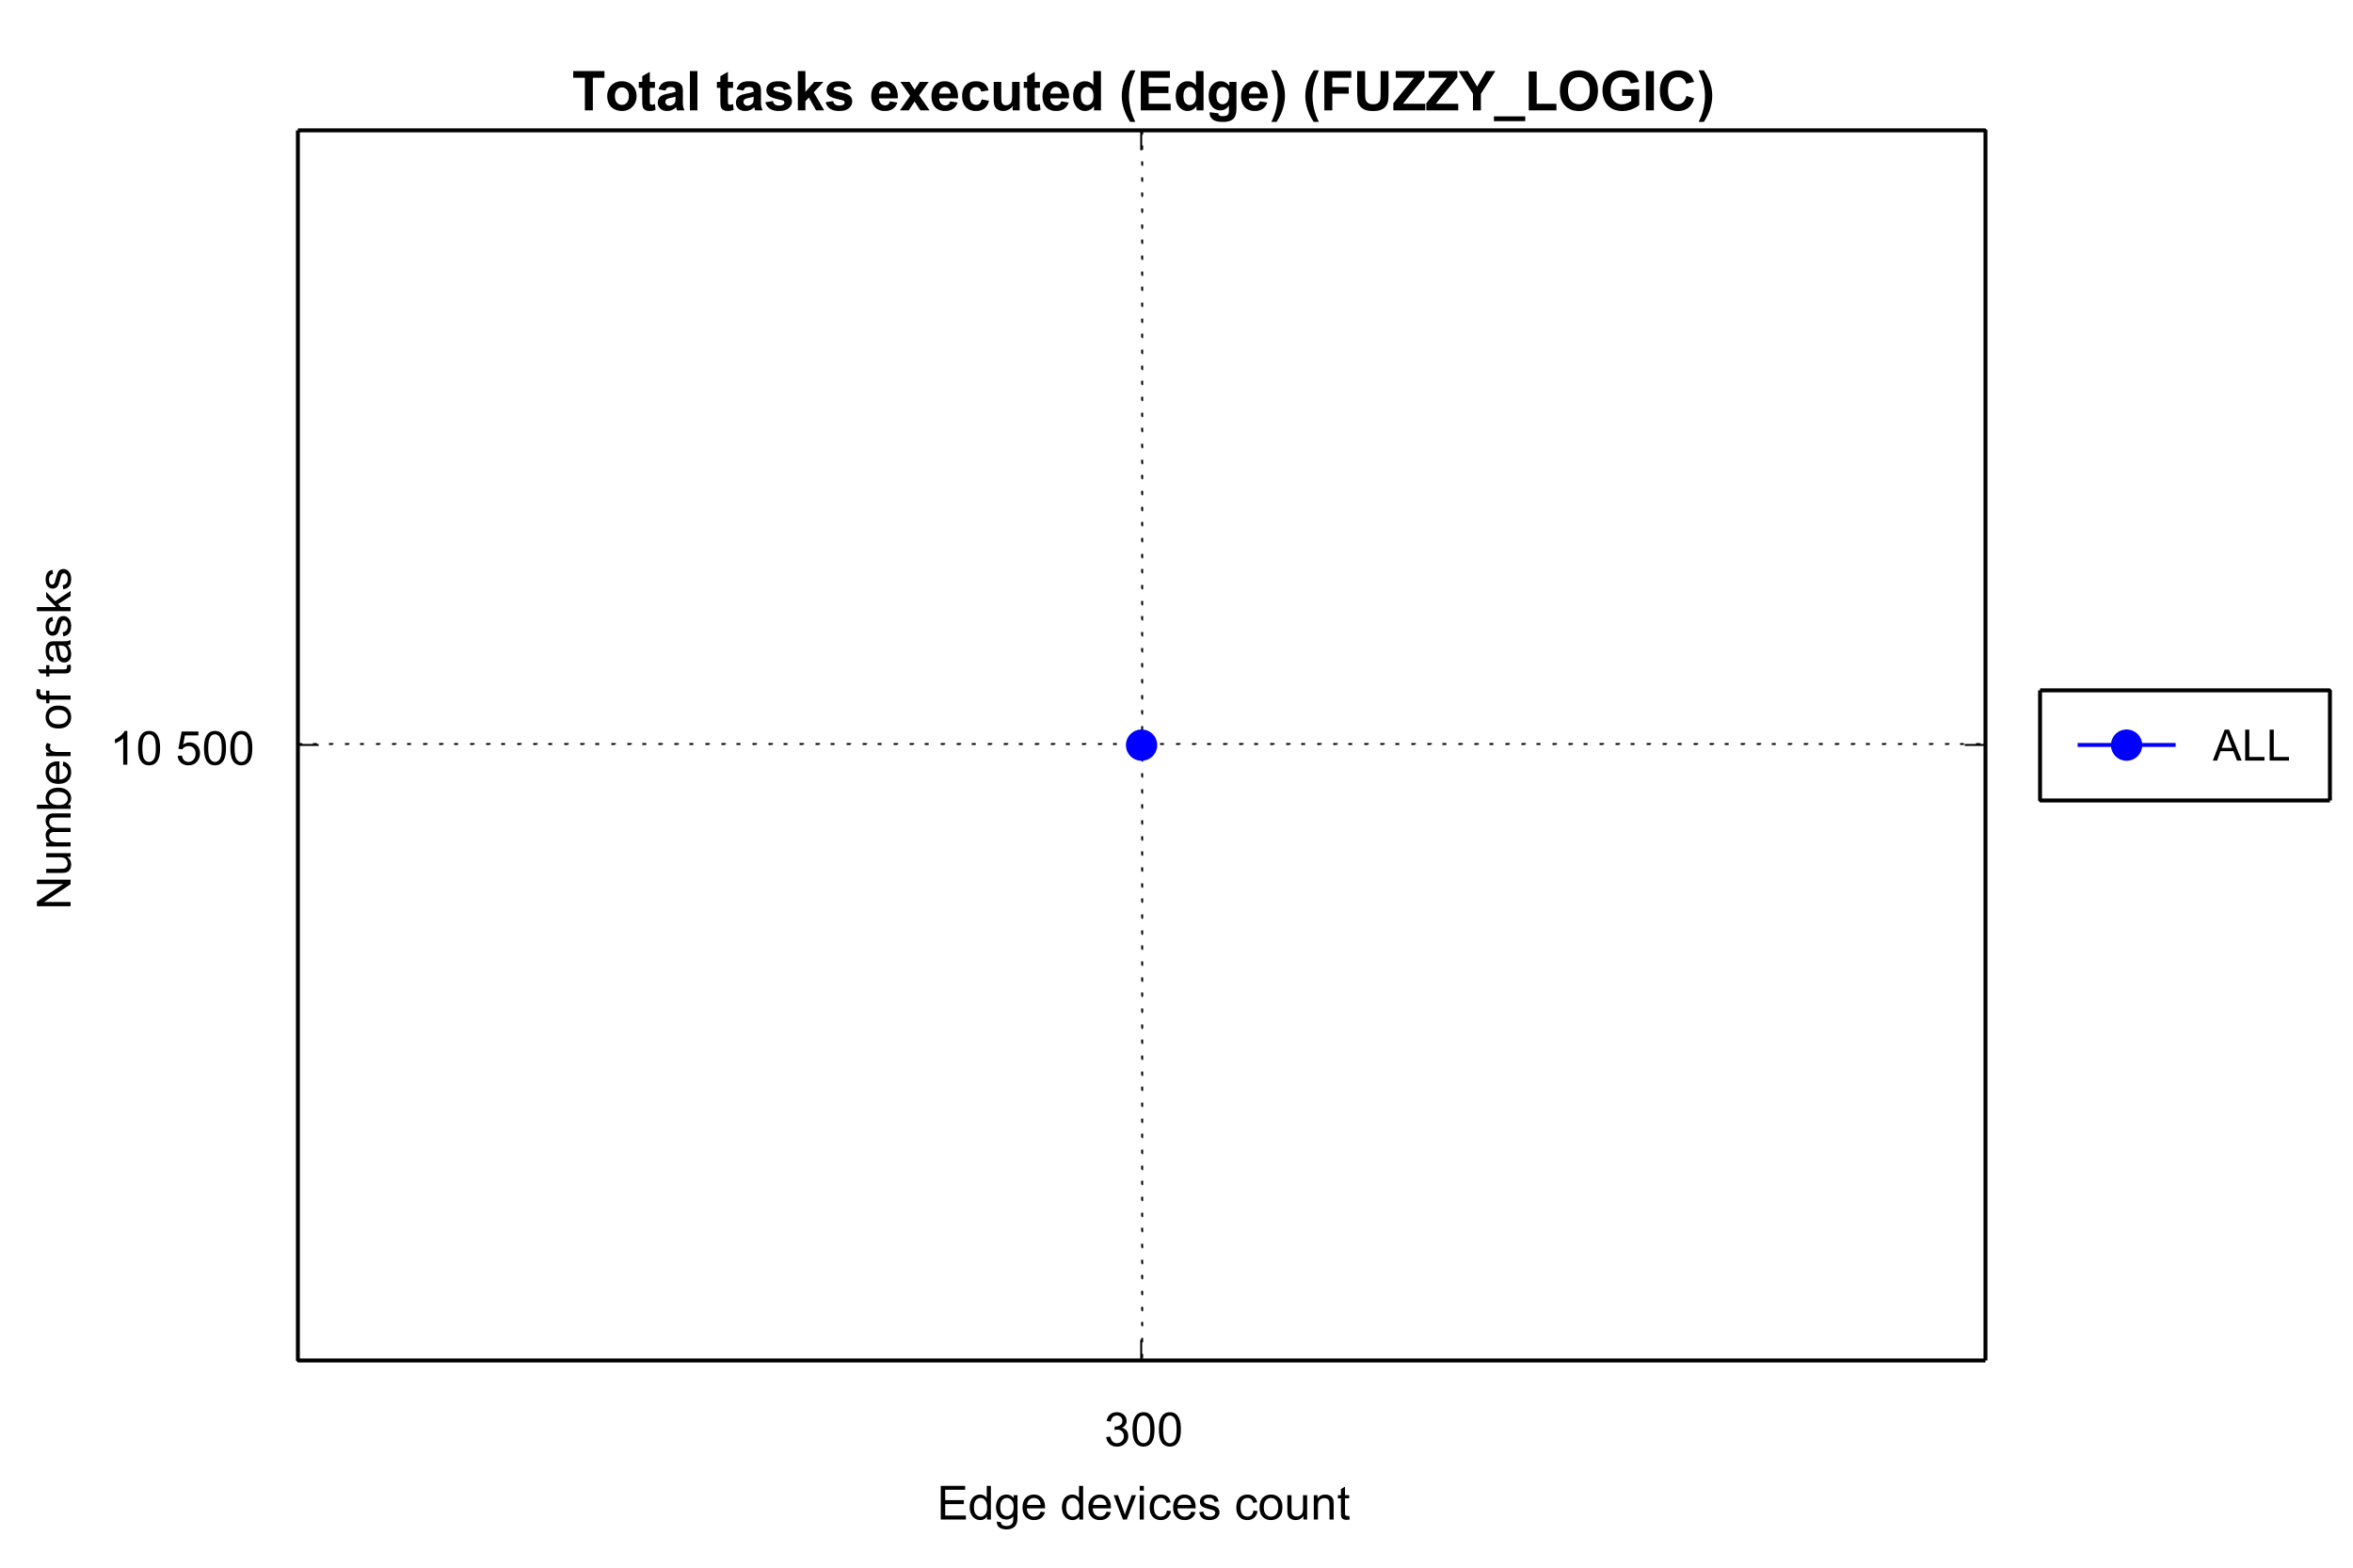 Total tasks executed (Edge) (FUZZY_LOGIC)
Number of tasks
10 500
ALL
300
Edge devices count